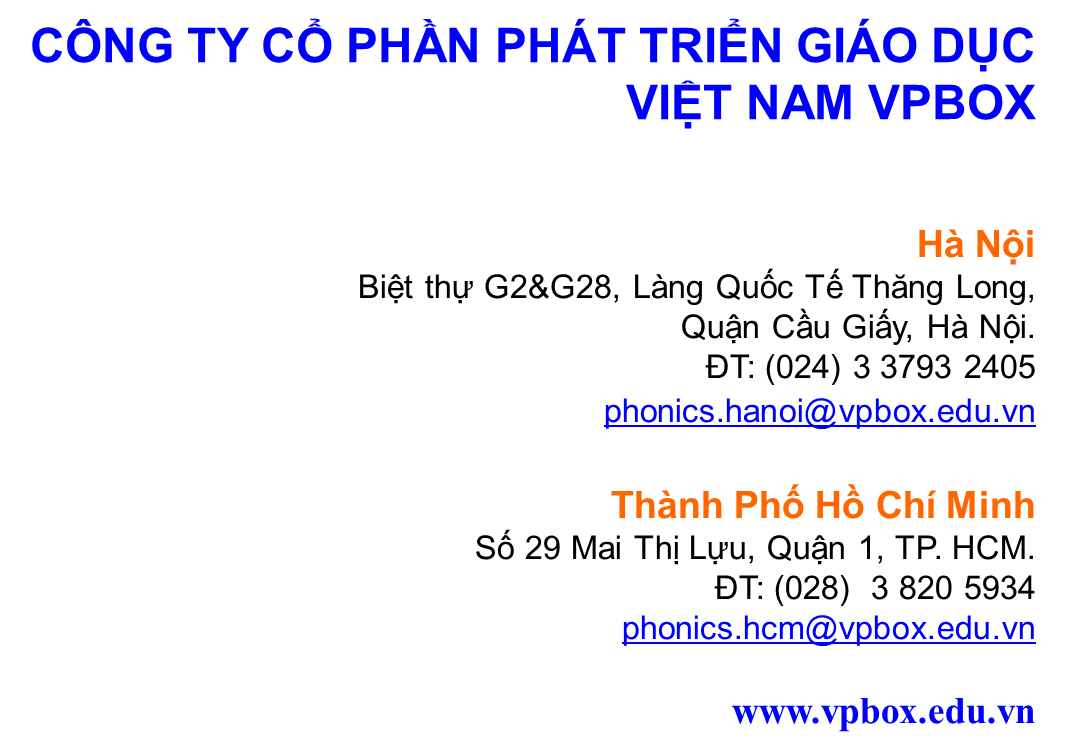 CÔNG TY CỔ PHẦN PHÁT TRIỂN GIÁO DỤC
VIỆT NAM VPBOX
Hà Nội
Biệt thự G2&G28, Làng Quốc Tế Thăng Long,
Quận Cầu Giấy, Hà Nội.
ĐT: (024) 3 3793 2405
phonics.hanoi@vpbox.edu.vn
Thành Phố Hồ Chí Minh
Số 29 Mai Thị Lựu, Quận 1, TP. HCM.
ĐT: (028)  3 820 5934
phonics.hcm@vpbox.edu.vn
www.vpbox.edu.vn